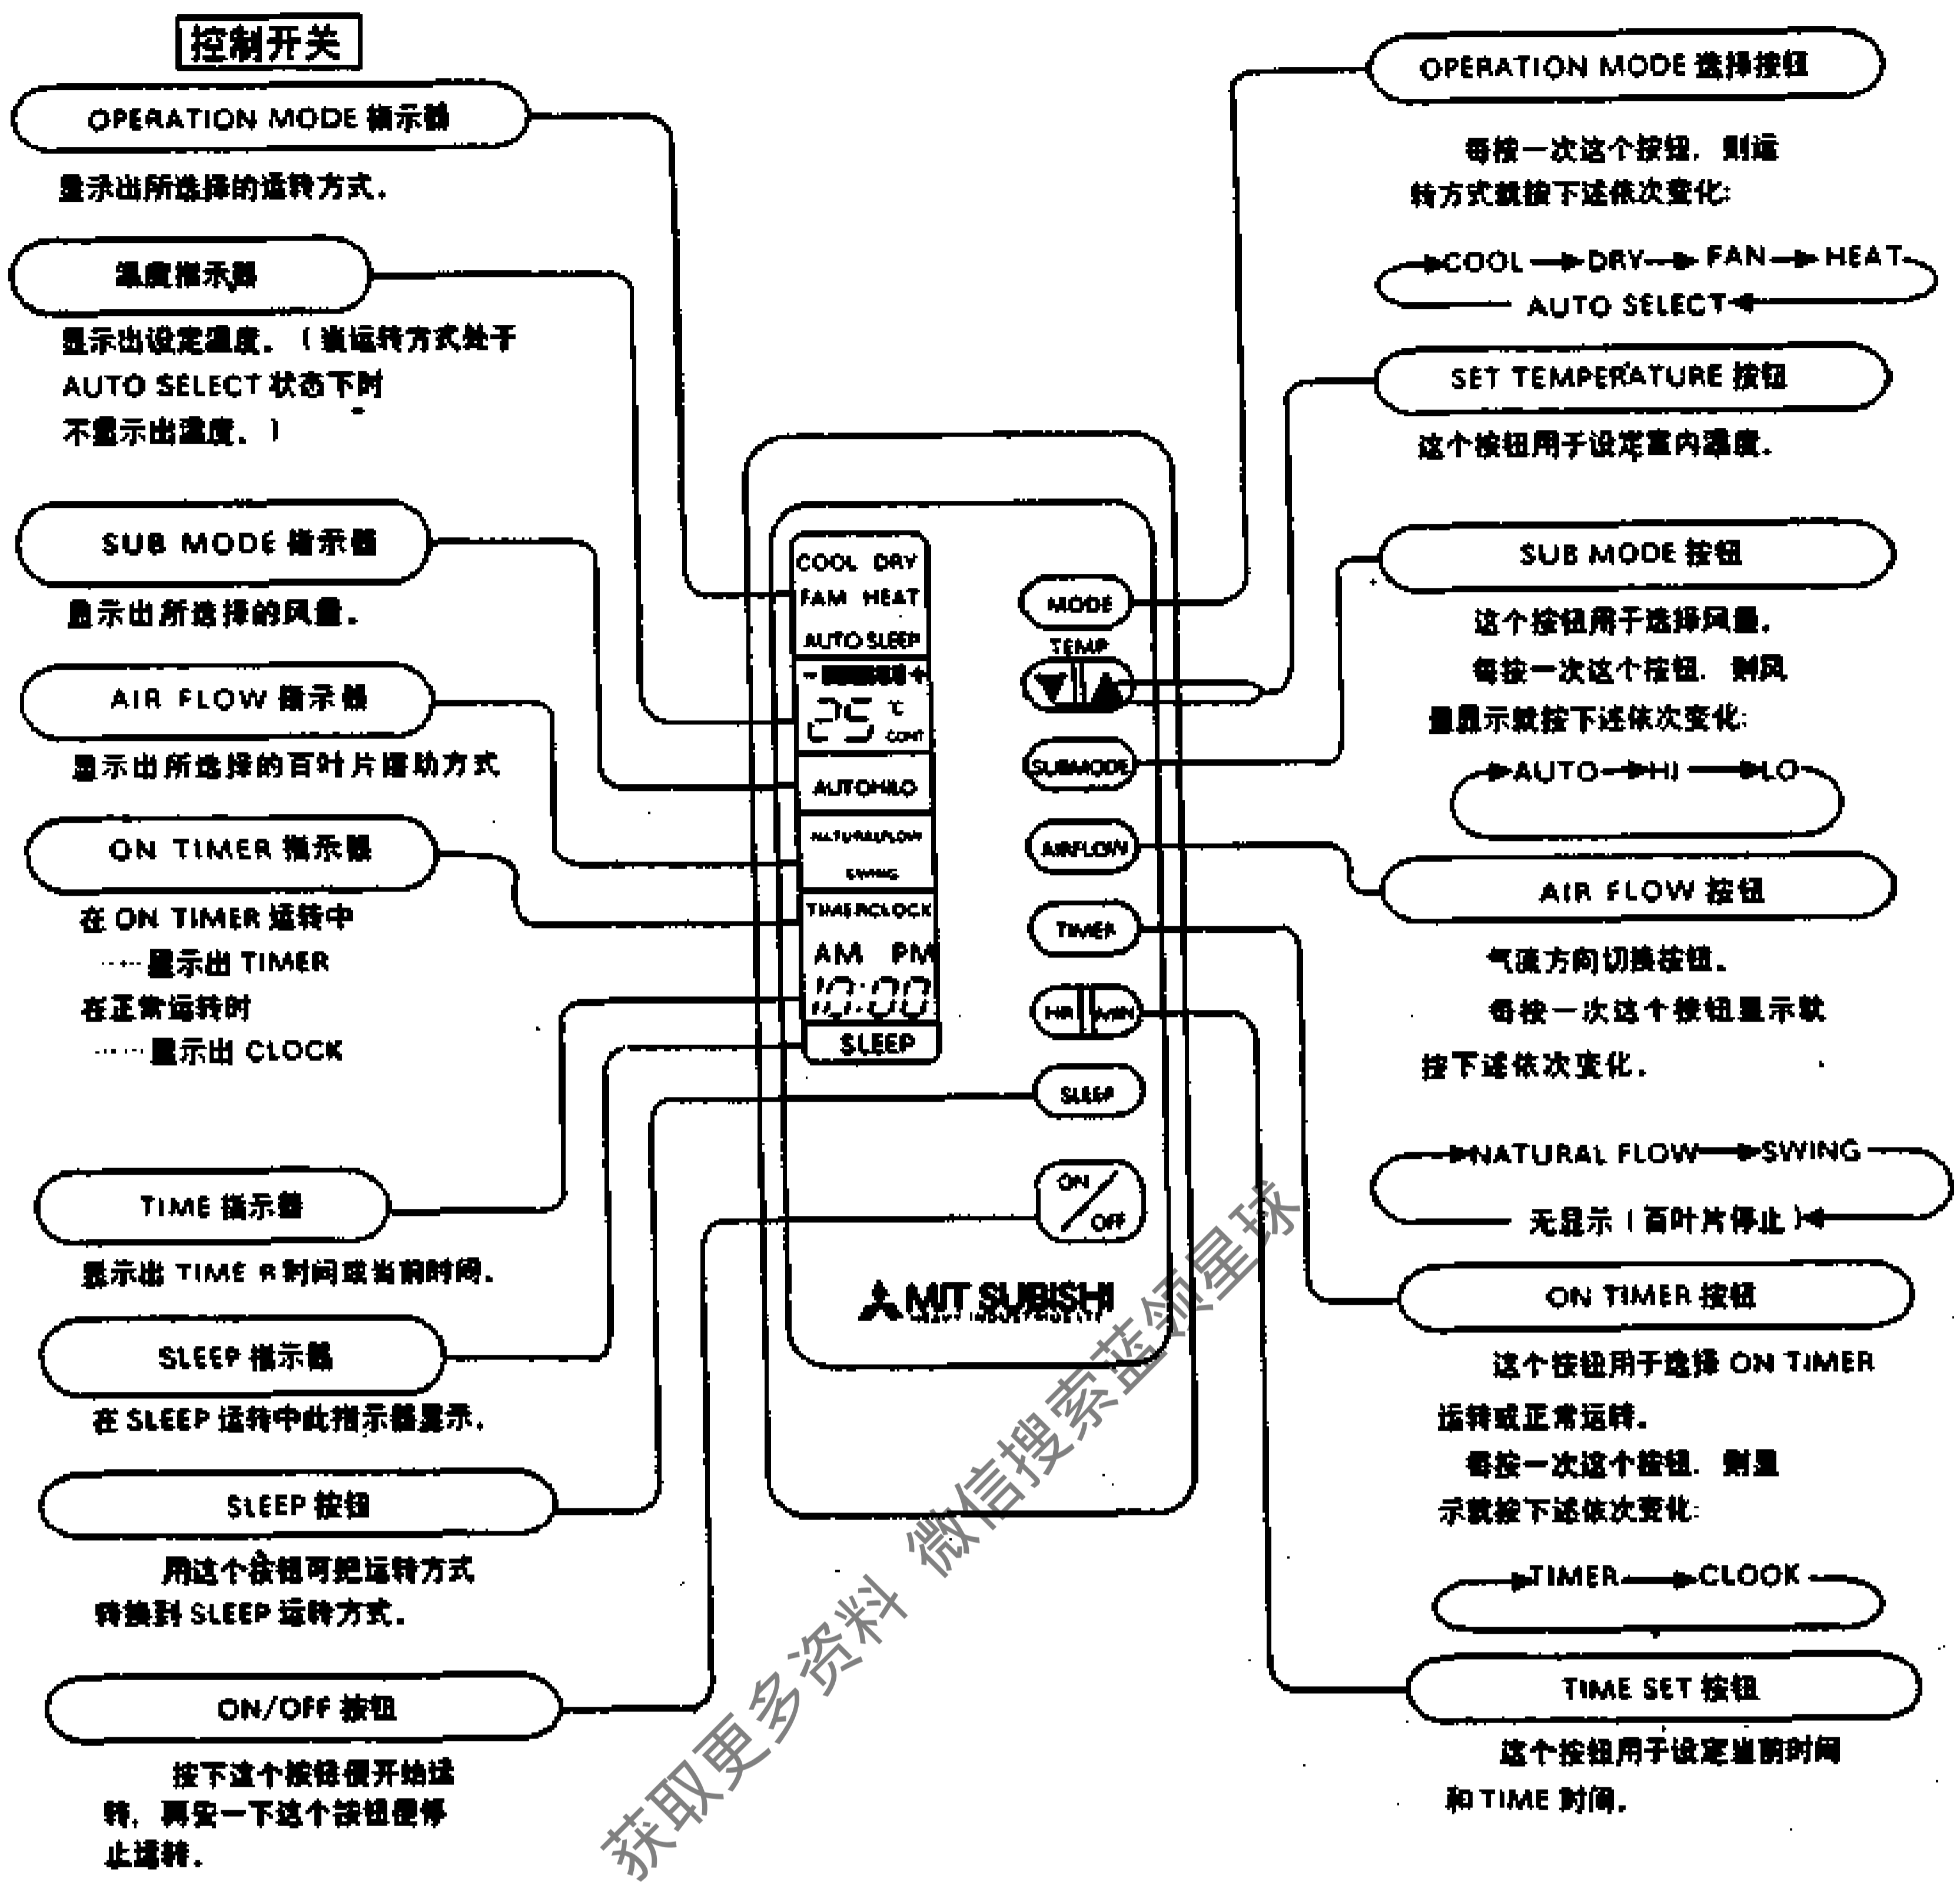 控制开关
OPERATION MODE 指示器
显示出所选择的运转方式.
温度指示器
显示出设定温度.(当运转方式处于
AUTO SELECT 状态下时
不显示出温度.)
SUB MODE 指示器
显示出所选择的风量.
AIR FLOW 指示器
显示出所选择的百叶片摆助方式
ON TIMER 指示器
在 ON TIMER 运转中
……显示出 TIMER
在正常运转时
……显示出 CLOCK
TIME 指示器
显示出 TIME R 时间或当前时间.
SLEEP 指示器
在 SLEEP 运转中此指示器显示.
SLEEP 按钮
用这个按钮可把运转方式
转换到 SLEEP 运转方式.
ON/OFF 按钮
按下这个按钮便开始运
转, 再按一下这个按钮便停
止运转.
COOL DRY
FAM HEAT
AUTO SLEEP
- +
25 ℃
CONT
AUTOHILO
NATURALFLOW
SWING
TIMERCLOCK
AM PM
10:00
SLEEP
MODE
TEMP
SUBMODE
AIRFLOW
TIMER
HR MIN
SLEEP
ON/OFF
MITSUBISHI
HEAVY INDUSTRIES LTD
OPERATION MODE 选择按钮
每按一次这个按钮, 则运
转方式就按下述依次变化:
COOL DRY FAN HEAT
AUTO SELECT
SET TEMPERATURE 按钮
这个按钮用于设定室内温度.
SUB MODE 按钮
这个按钮用于选择风量.
每按一次这个按钮, 则风
量显示就按下述依次变化:
AUTO HI LO
AIR FLOW 按钮
气流方向切换按钮.
每按一次这个按钮显示就
按下述依次变化.
NATURAL FLOW SWING
无显示(百叶片停止)
ON TIMER 按钮
这个按钮用于选择 ON TIMER
运转或正常运转.
每按一次这个按钮, 则显
示就按下述依次变化:
TIMER CLOOK
TIME SET 按钮
这个按钮用于设定当前时间
和 TIME 时间.
获取更多资料 微信搜索蓝领星球